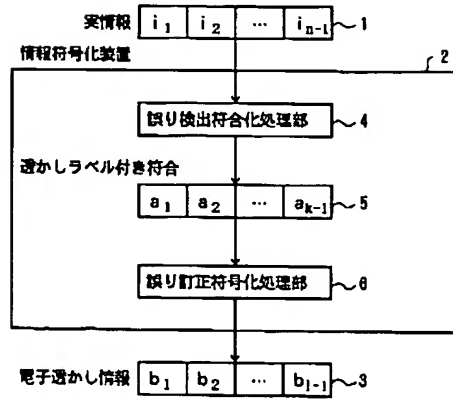 実情報 i1 i2 … in-1 1
情報符号化装置 2
誤り検出符合化処理部 4
透かしラベル付き符合
a1 a2 … ak-1 5
誤り訂正符号化処理部 6
電子透かし情報 b1 b2 … bl-1 3